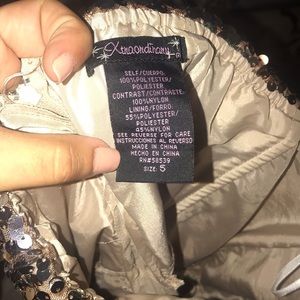 Xtraordinary ®
SELF/CUERPO:
100%POLYESTER/
POLIESTER
CONTRAST/CONTRASTE:
100%NYLON
LINING/FORRO:
55%POLYESTER/
POLIESTER
45%NYLON
SEE REVERSE FOR CARE
INSTRUCCIONES AL REVERSO
MADE IN CHINA
HECHO EN CHINA
RN#58539
SIZE: 5